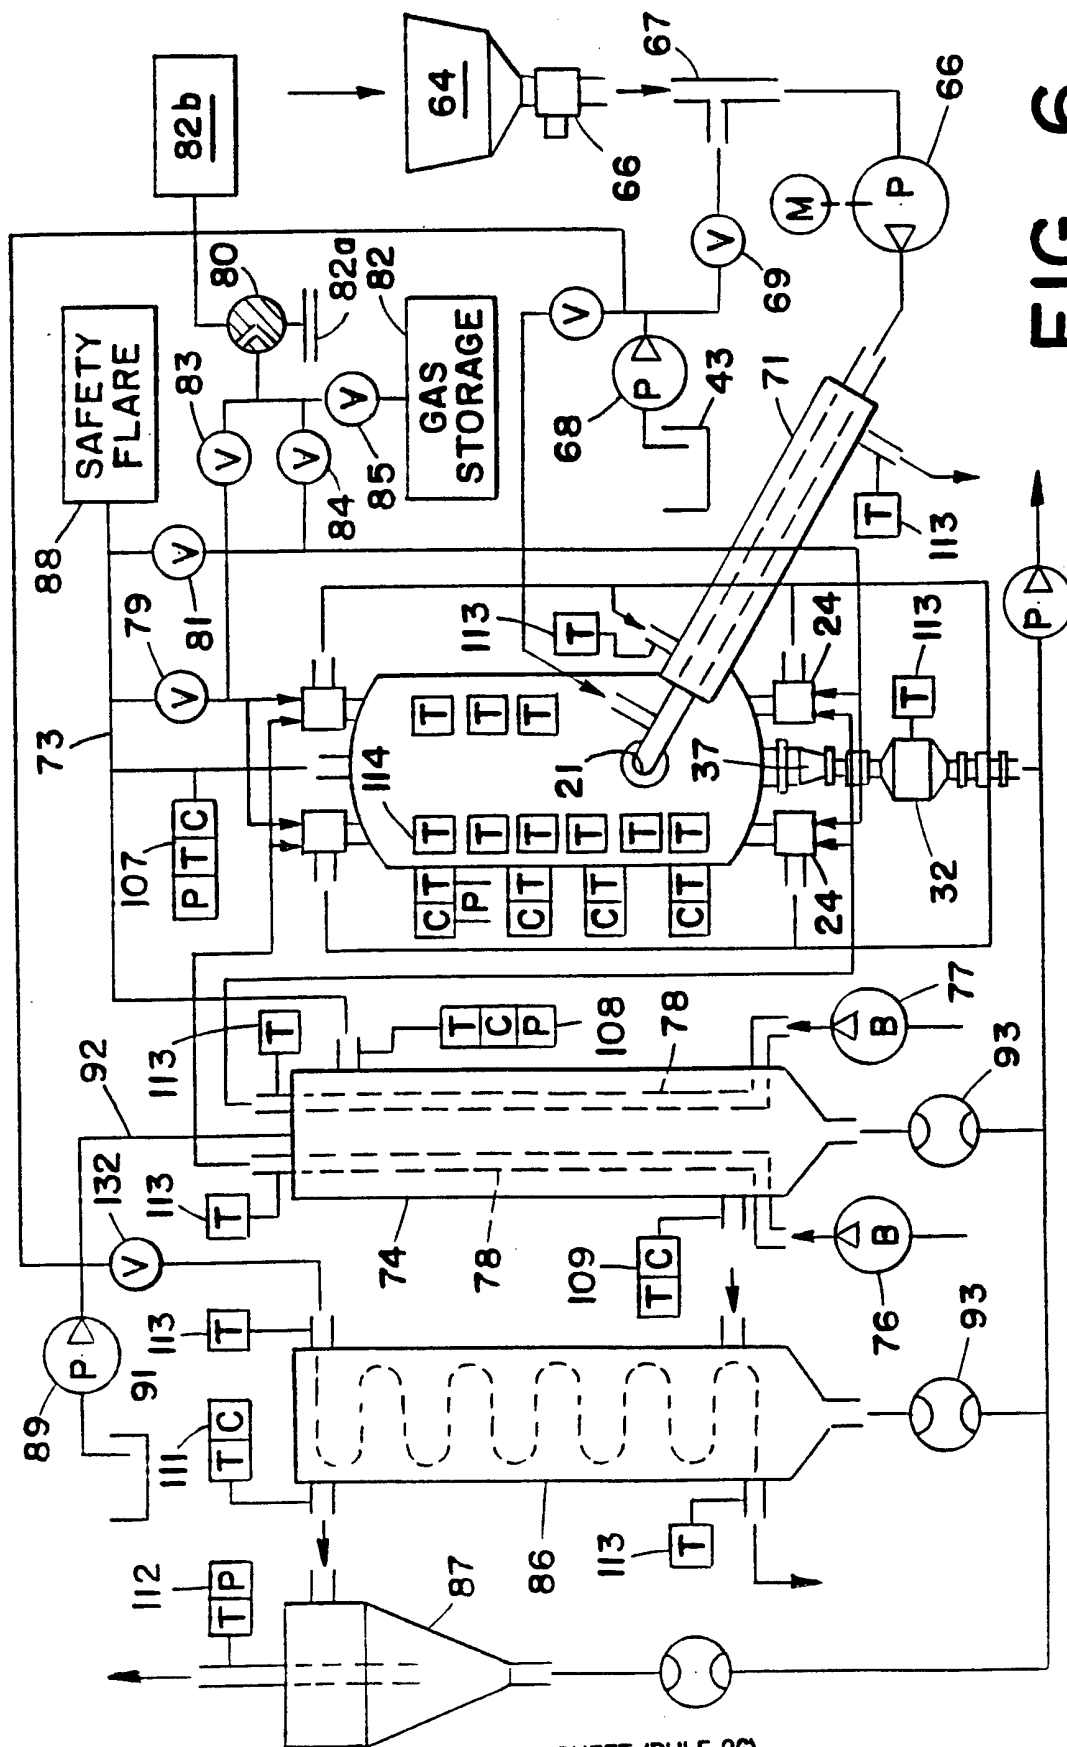 89 73 88
P 92 SAFETY
132 79 FLARE
112 91 V 107 V V 82b
113 113 81 83
111 80
T P T C T P T C V V
T 113 T 82a
84 V 82
V
85 GAS
STORAGE
74 114
C T T T T T T T T
P T T T
C T
C T
C T
87 86 78 108 T C P 113 T 64
21 68 P V 66
109 T C 78 37 43
113 T 76 B 77 B 24 24 71 69 V 67
32 T 113 T 113 M
93 93 P P 66
FIG 6